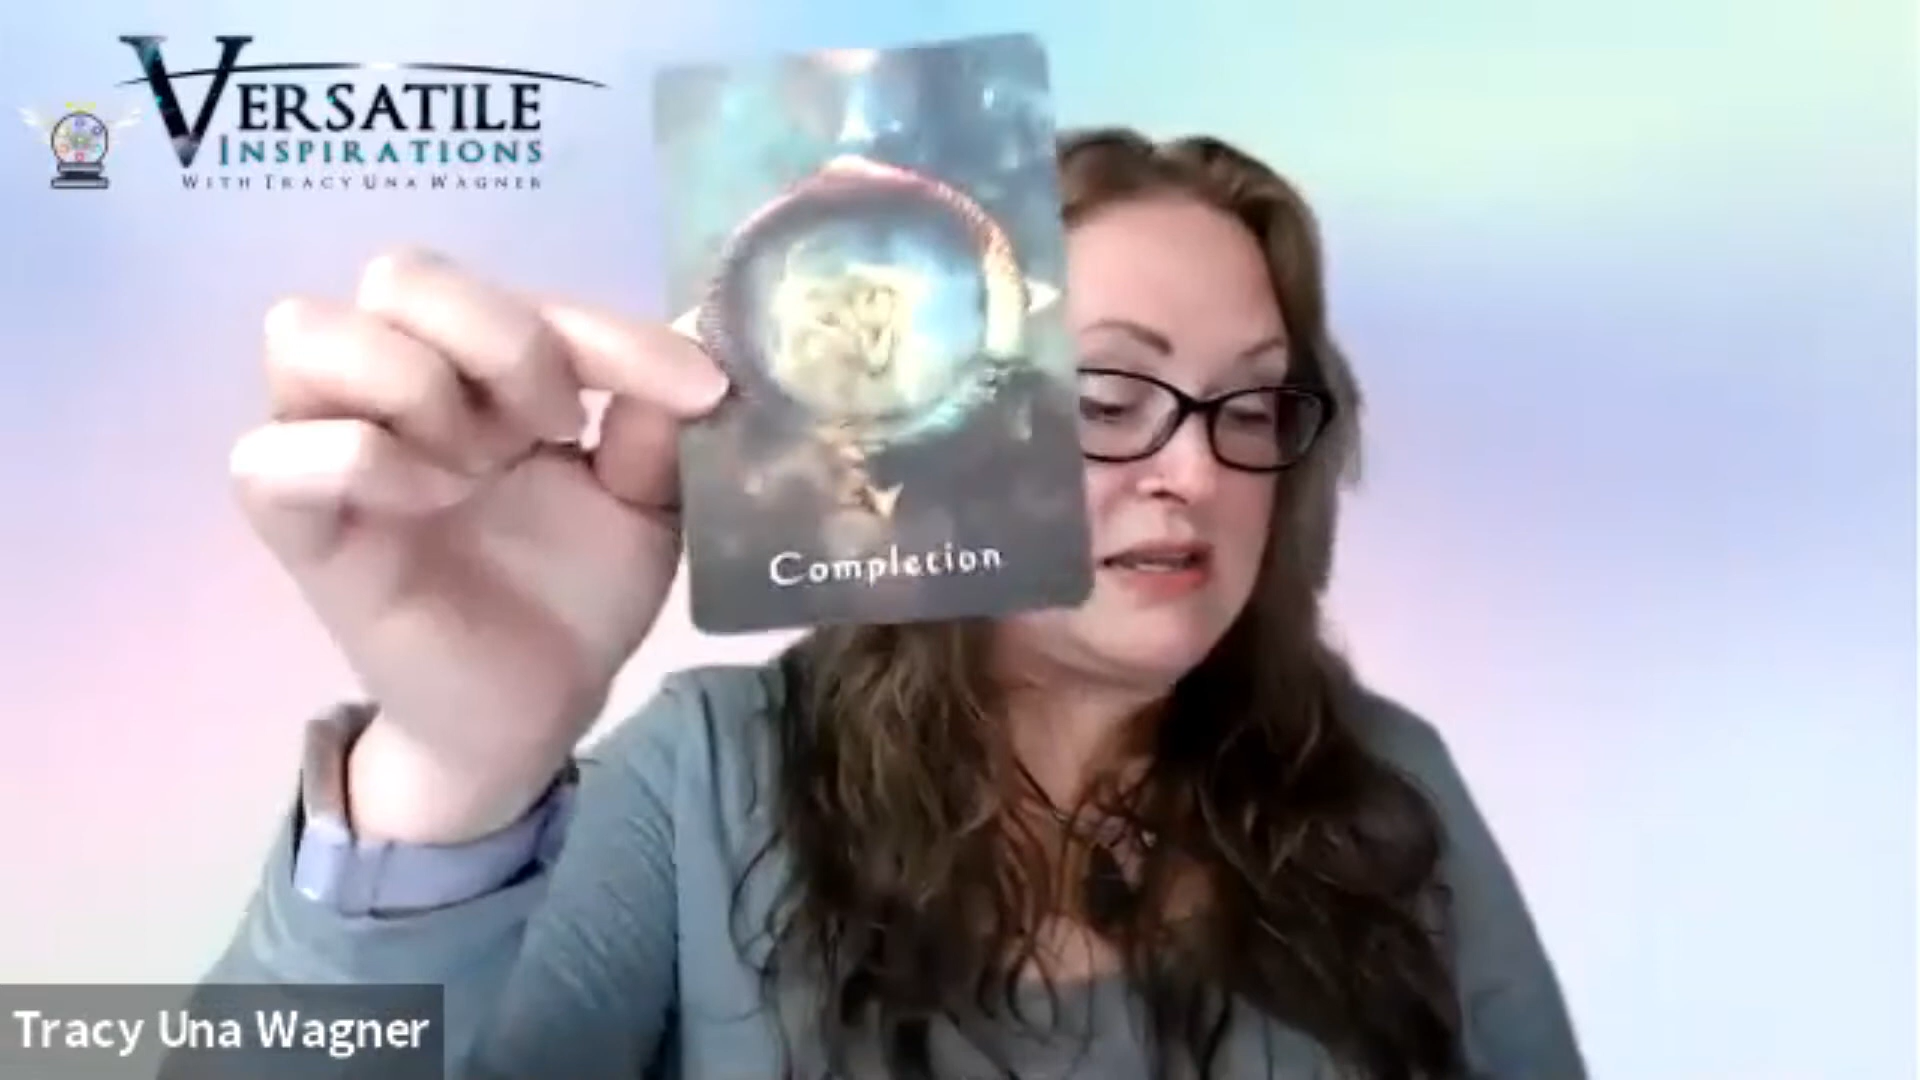 VERSATILE
INSPIRATIONS
WITH TRACY UNA WAGNER
Completion
Tracy Una Wagner